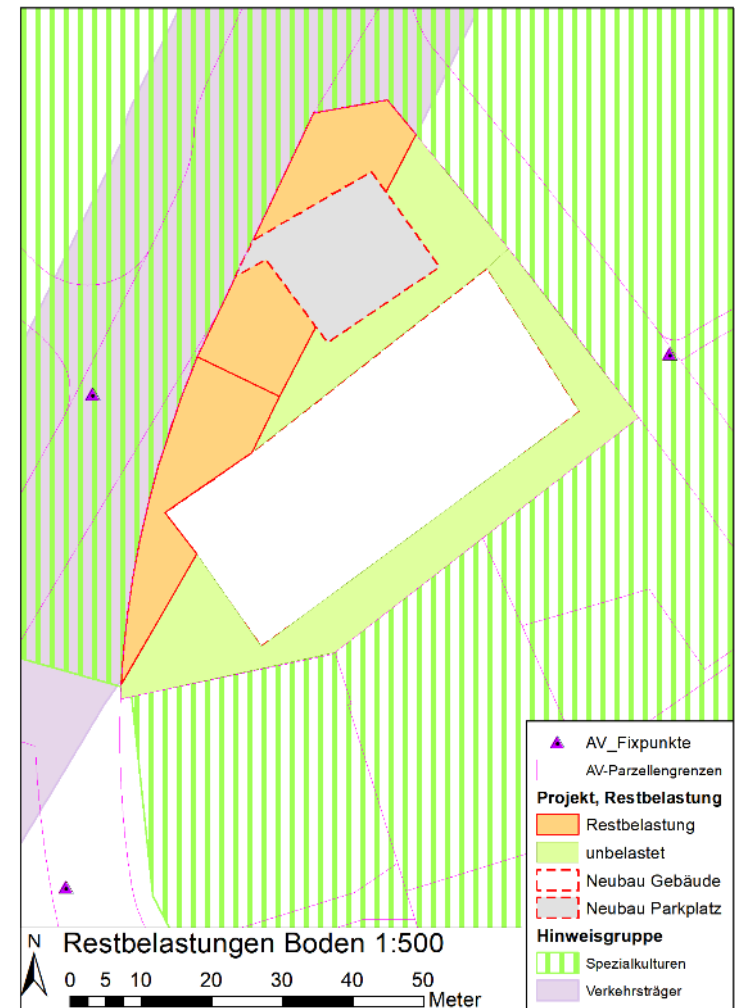 AV_Fixpunkte
AV-Parzellengrenzen
Projekt, Restbelastung
Restbelastung
unbelastet
Neubau Gebäude
Neubau Parkplatz
Hinweisgruppe
Spezialkulturen
Verkehrsträger
N
Restbelastungen Boden 1:500
0 5 10 20 30 40 50
Meter